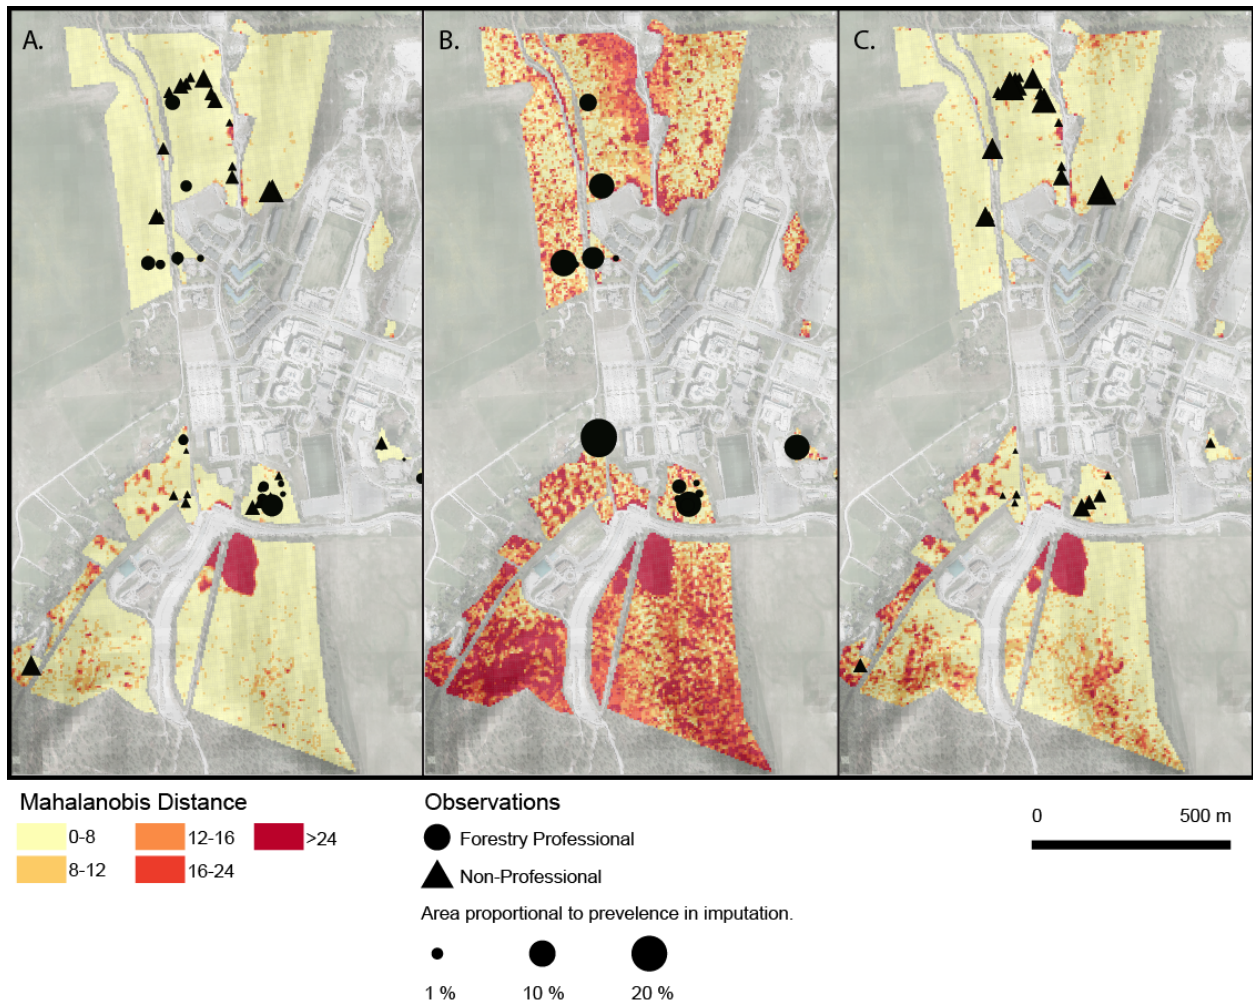 A. B. C.
Mahalanobis Distance
0-8 12-16 >24
8-12 16-24
Observations
Forestry Professional
Non-Professional
Area proportional to prevelence in imputation.
1 % 10 % 20 %
0 500 m